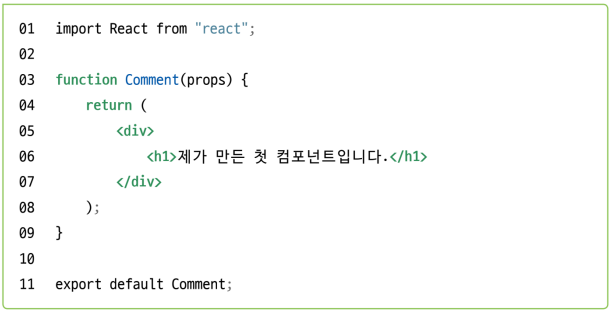 01 import React from "react";
02
03 function Comment(props) {
04     return (
05         <div>
06             <h1>제가 만든 첫 컴포넌트입니다.</h1>
07         </div>
08     );
09 }
10
11 export default Comment;